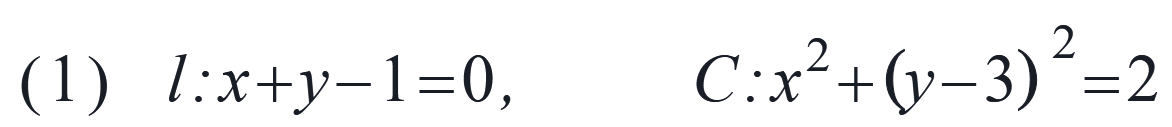 (1) l:x+y−1=0, C:x²+(y−3)²=2